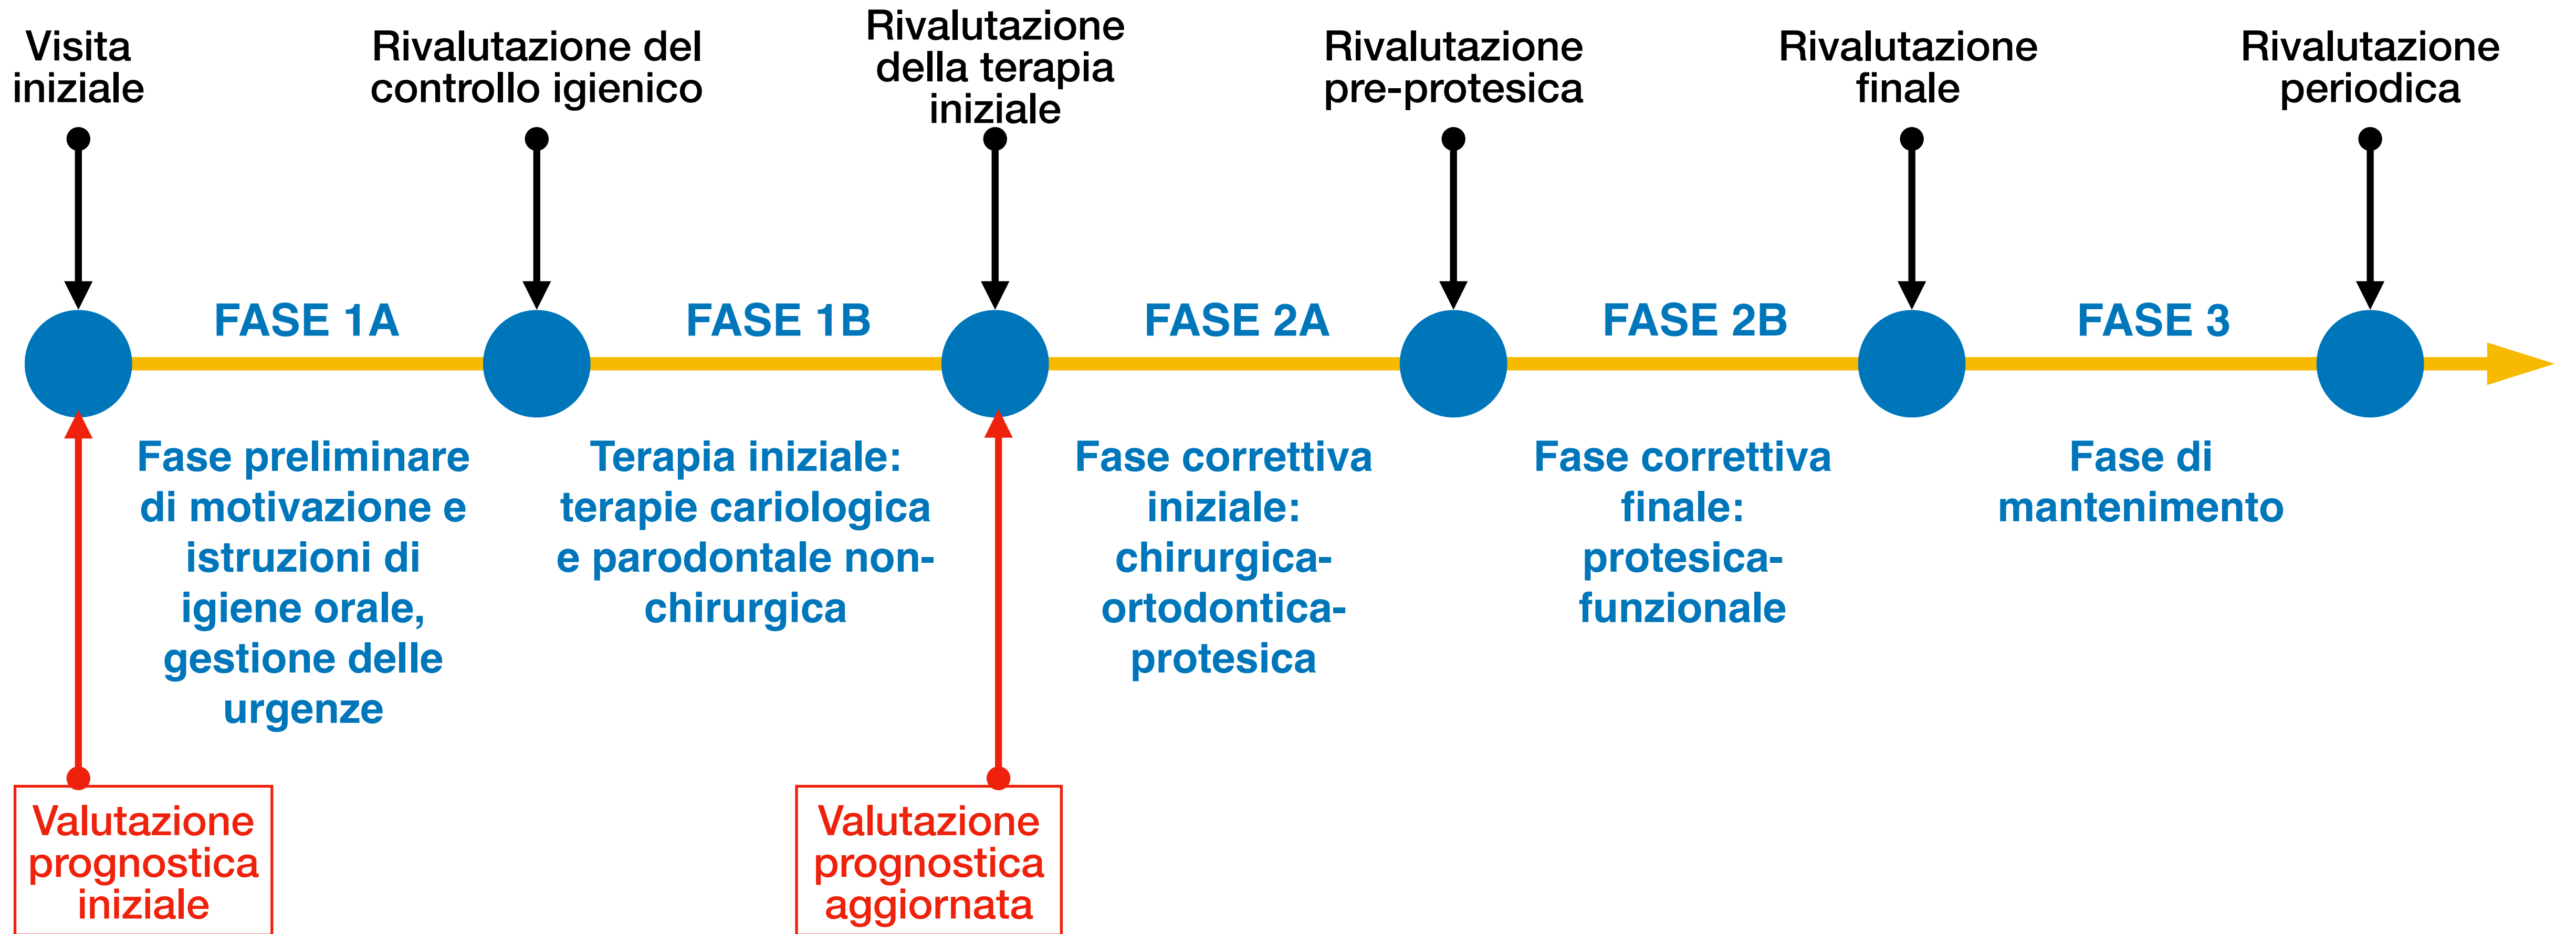 Visita
iniziale
Rivalutazione del
controllo igienico
Rivalutazione
della terapia
iniziale
Rivalutazione
pre-protesica
Rivalutazione
finale
Rivalutazione
periodica
FASE 1A
FASE 1B
FASE 2A
FASE 2B
FASE 3
Fase preliminare
di motivazione e
istruzioni di
igiene orale,
gestione delle
urgenze
Terapia iniziale:
terapie cariologica
e parodontale non-
chirurgica
Fase correttiva
iniziale:
chirurgica-
ortodontica-
protesica
Fase correttiva
finale:
protesica-
funzionale
Fase di
mantenimento
Valutazione
prognostica
iniziale
Valutazione
prognostica
aggiornata